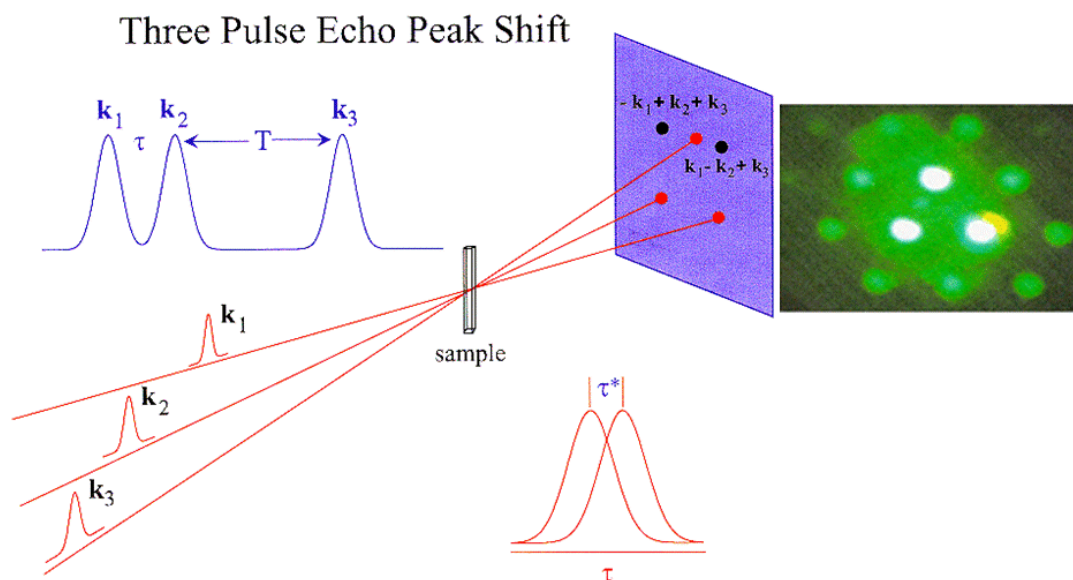 Three Pulse Echo Peak Shift
k₁ k₂ k₃
τ T
- k₁+ k₂+ k₃
k₁- k₂+ k₃
k₁
sample
k₂
τ*
k₃
τ